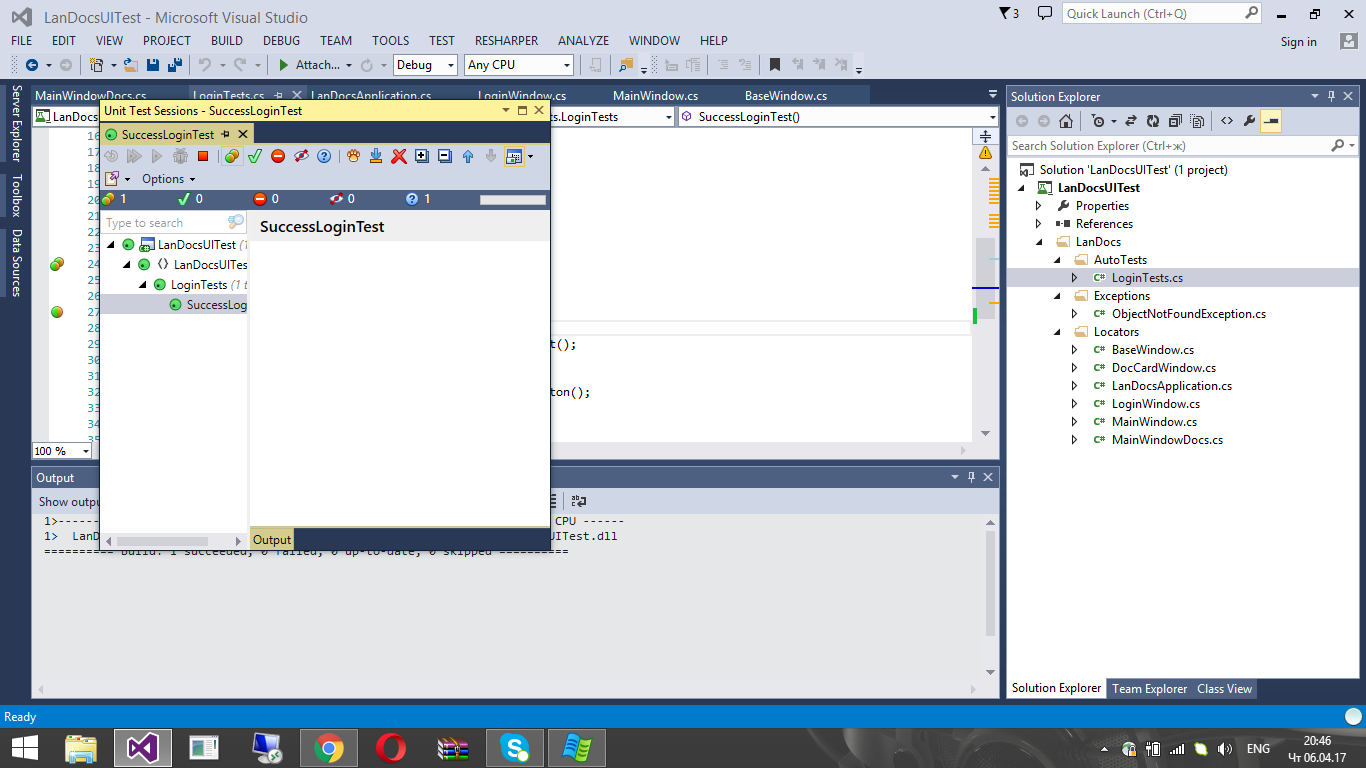 LanDocsUITest - Microsoft Visual Studio
3
Quick Launch (Ctrl+Q)
FILE EDIT VIEW PROJECT BUILD DEBUG TEAM TOOLS TEST RESHARPER ANALYZE WINDOW HELP
Sign in
Attach... Debug Any CPU
Server Explorer
Toolbox
Data Sources
MainWindowDocs.cs LoginTests.cs LanDocsApplication.cs LoginWindow.cs MainWindow.cs BaseWindow.cs
LanDocs
s.LoginTests
SuccessLoginTest()
16
17
18
19
20
21
22
23
24
25
26
27
28
29
30
31
32
33
34
35
t();
ton();
100 %
Unit Test Sessions - SuccessLoginTest
SuccessLoginTest
Options
1 0 0 0 1
Type to search
SuccessLoginTest
LanDocsUITest (1
LanDocsUITes
LoginTests (1 t
SuccessLog
Output
Output
Show outpu
1>------ CPU ------
1> LanD UITest.dll
========== Build: 1 succeeded, 0 failed, 0 up-to-date, 0 skipped ==========
Solution Explorer
Search Solution Explorer (Ctrl+ж)
Solution 'LanDocsUITest' (1 project)
LanDocsUITest
Properties
References
LanDocs
AutoTests
C# LoginTests.cs
Exceptions
C# ObjectNotFoundException.cs
Locators
C# BaseWindow.cs
C# DocCardWindow.cs
C# LanDocsApplication.cs
C# LoginWindow.cs
C# MainWindow.cs
C# MainWindowDocs.cs
Solution Explorer Team Explorer Class View
Ready
ENG
20:46
Чт 06.04.17